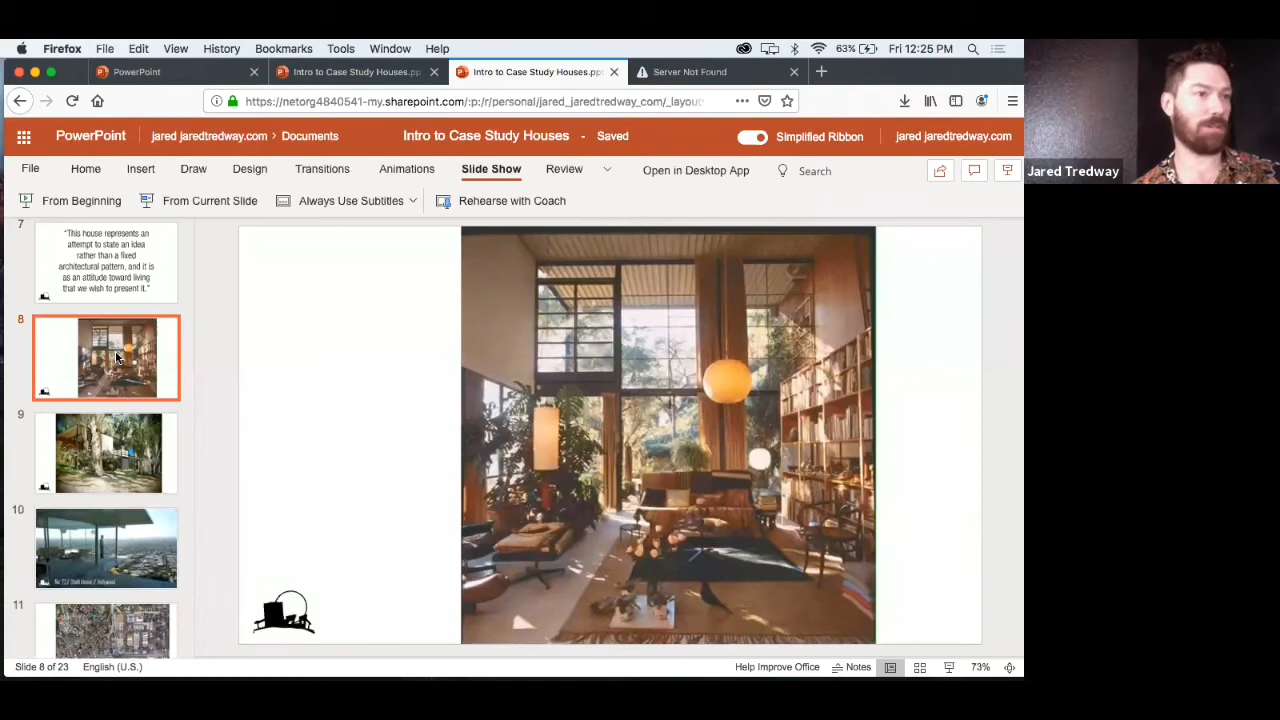 Firefox File Edit View History Bookmarks Tools Window Help 63% Fri 12:25 PM
PowerPoint Intro to Case Study Houses.pp Intro to Case Study Houses.ppt Server Not Found
https://netorg4840541-my.sharepoint.com/:p:/r/personal/jared_jaredtredway_com/_layout
PowerPoint jared jaredtredway.com > Documents Intro to Case Study Houses - Saved Simplified Ribbon jared jaredtredway.com
File Home Insert Draw Design Transitions Animations Slide Show Review Open in Desktop App Search
Jared Tredway
From Beginning From Current Slide Always Use Subtitles Rehearse with Coach
7
"This house represents an
attempt to state an idea
rather than a fixed
architectural pattern, and it is
as an attitude toward living
that we wish to present it."
8
9
10
11
Slide 8 of 23 English (U.S.) Help Improve Office Notes 73%